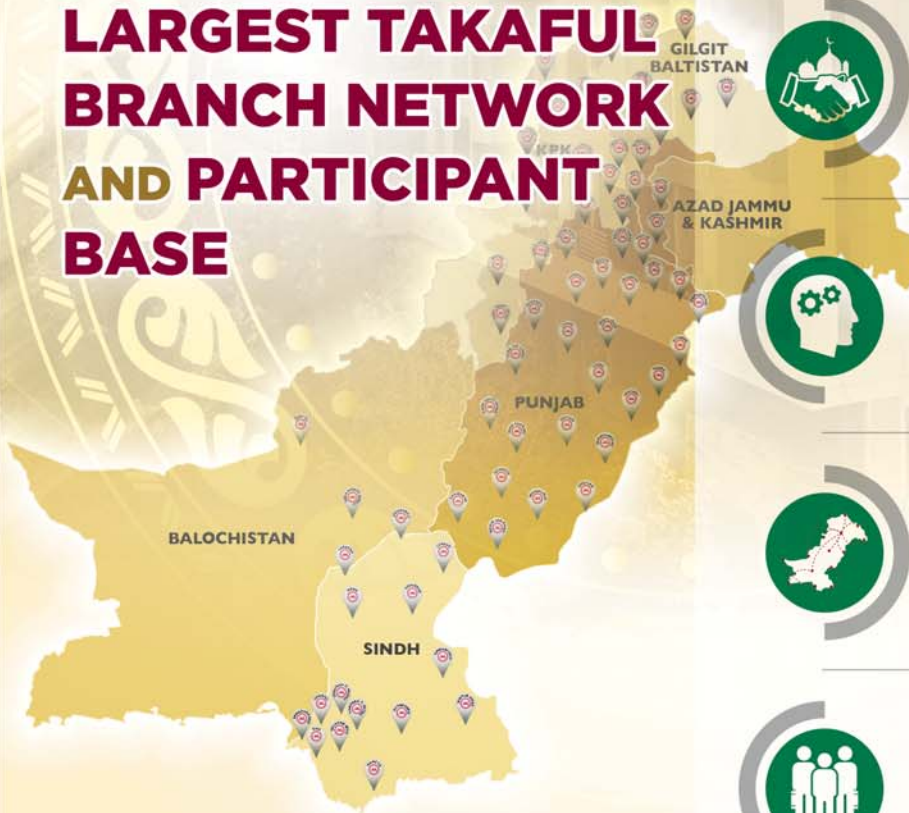 LARGEST TAKAFUL
BRANCH NETWORK
AND PARTICIPANT
BASE
GILGIT
BALTISTAN
KPK
AZAD JAMMU
& KASHMIR
PUNJAB
BALOCHISTAN
SINDH